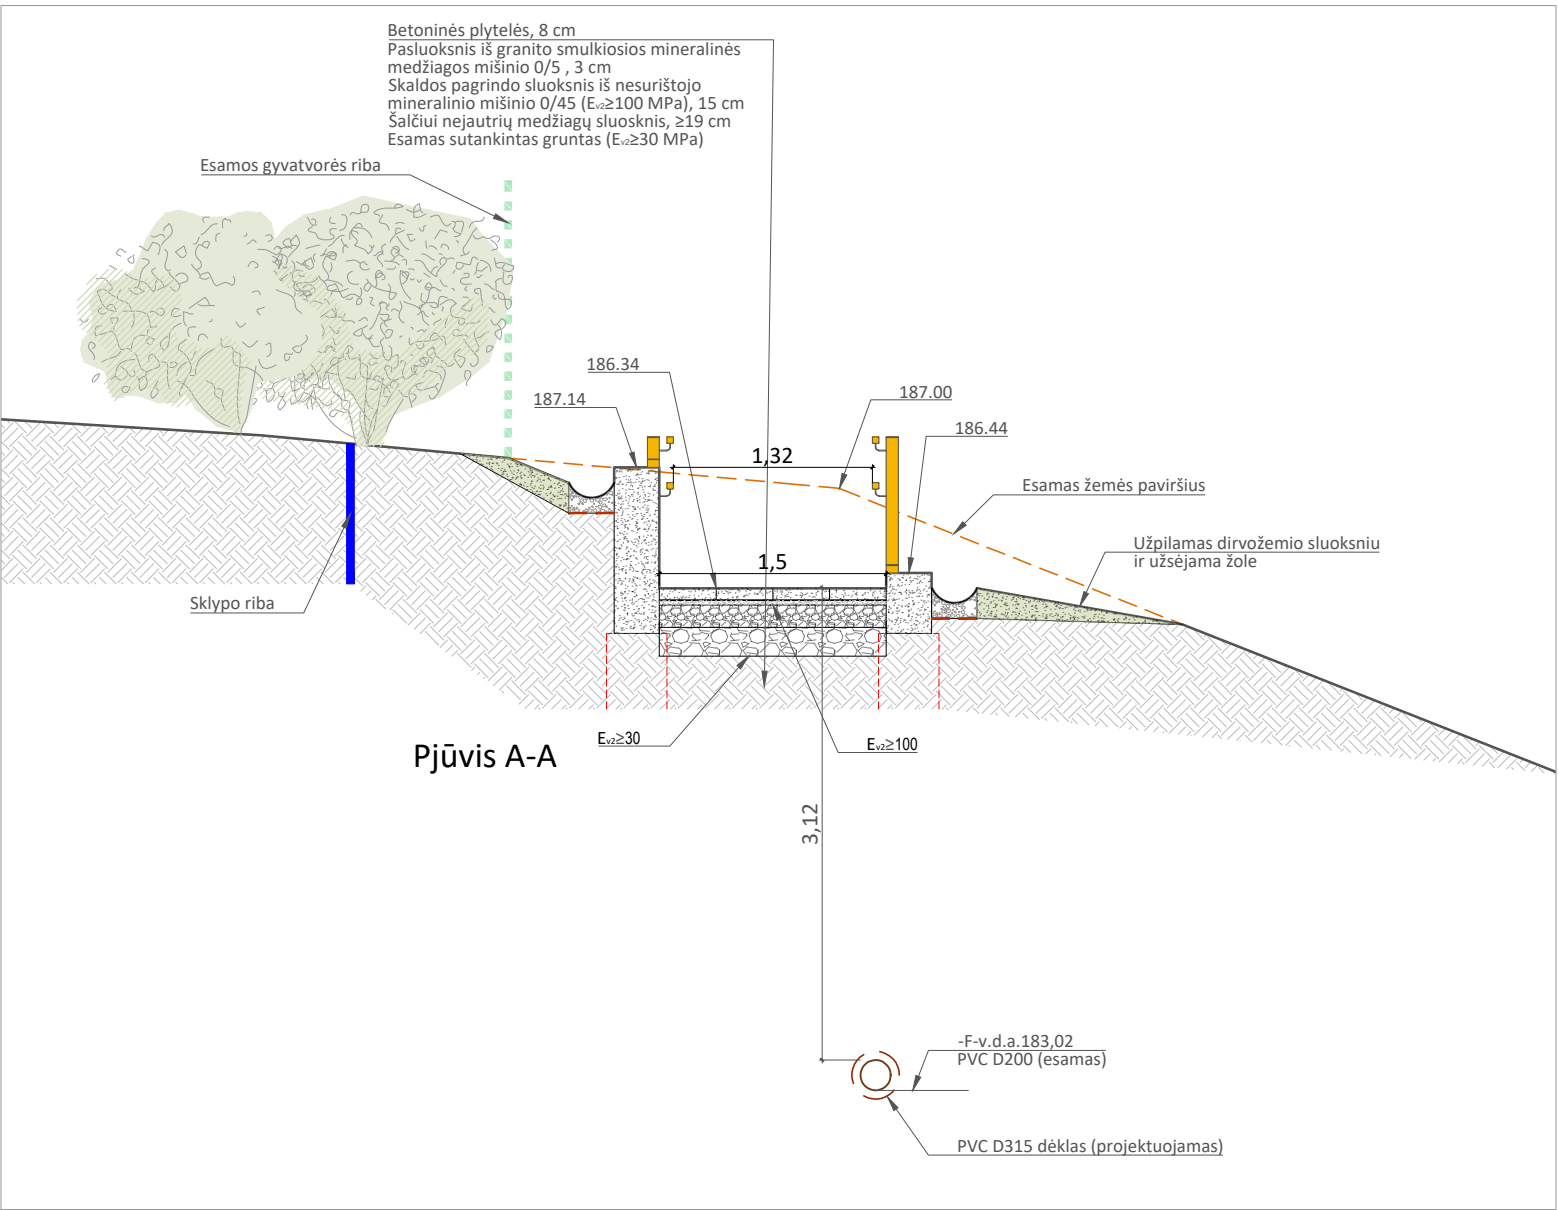 Betoninės plytelės, 8 cm
Pasluoksnis iš granito smulkiosios mineralinės
medžiagos mišinio 0/5 , 3 cm
Skaldos pagrindo sluoksnis iš nesurištojo
mineralinio mišinio 0/45 (Ev2≥100 MPa), 15 cm
Šalčiui nejautrių medžiagų sluosknis, ≥19 cm
Esamas sutankintas gruntas (Ev2≥30 MPa)
Esamos gyvatvorės riba
186.34
187.14
187.00
186.44
1,32
Esamas žemės paviršius
Užpilamas dirvožemio sluoksniu
ir užsėjama žole
1,5
Sklypo riba
Ev2≥30
Ev2≥100
Pjūvis A-A
3,12
-F-v.d.a.183,02
PVC D200 (esamas)
PVC D315 dėklas (projektuojamas)